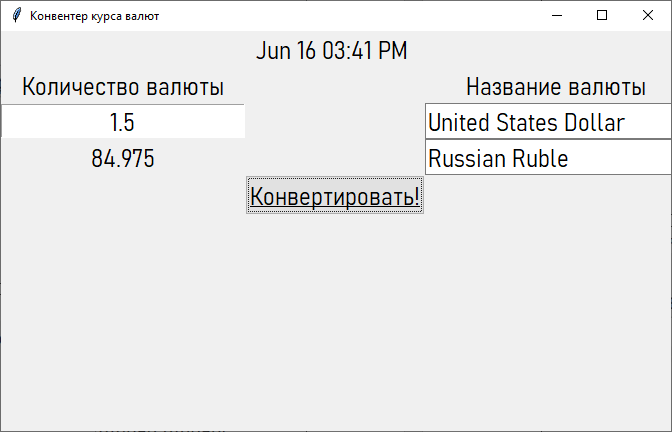 Конвентер курса валют
Jun 16 03:41 PM
Количество валюты
Название валюты
1.5
United States Dollar
84.975
Russian Ruble
Конвертировать!